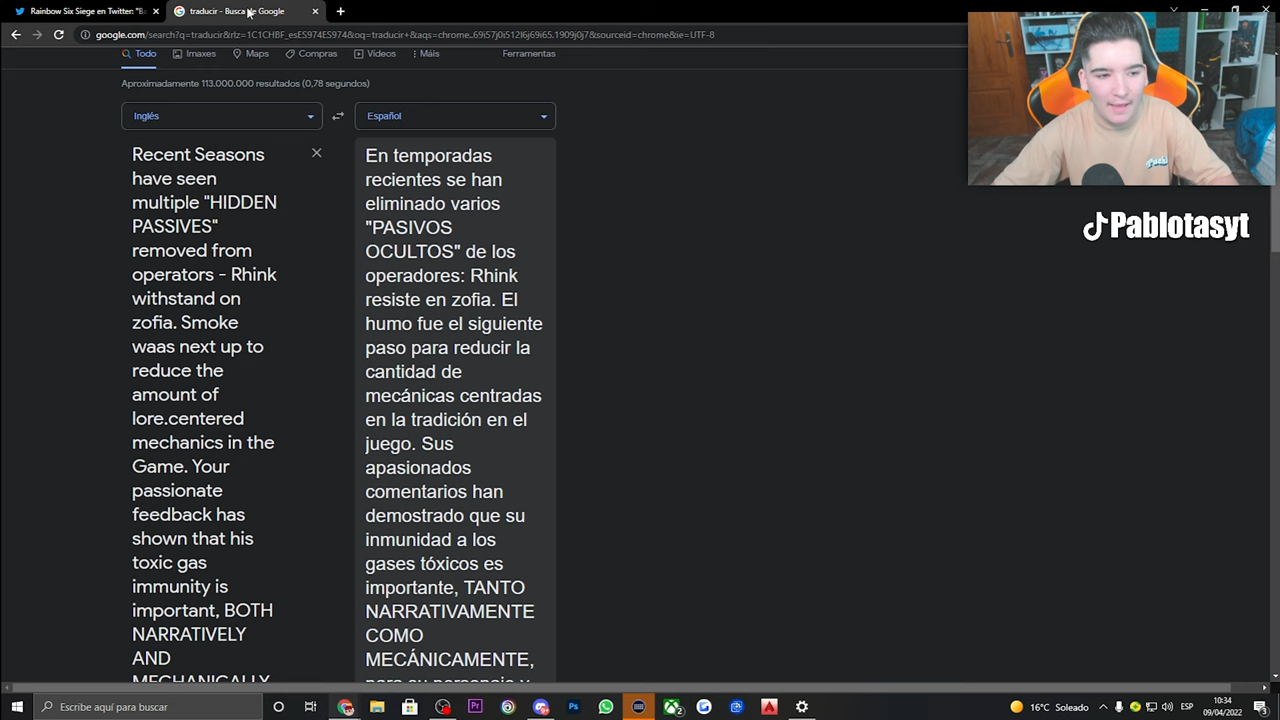 Rainbow Six Siege en Twitter: "Ba
traducir - Buscar de Google
google.com/search?q=traducir&rlz=1C1CHBF_esES974ES974&oq=traducir+&aqs=chrome..69i57j0i512l6j69i65.1909j0j7&sourceid=chrome&ie=UTF-8
Todo
Imaxes
Maps
Compras
Vídeos
Máis
Ferramentas
Aproximadamente 113.000.000 resultados (0,78 segundos)
Inglés
Español
Recent Seasons
have seen
multiple "HIDDEN
PASSIVES"
removed from
operators - Rhink
withstand on
zofia. Smoke
waas next up to
reduce the
amount of
lore.centered
mechanics in the
Game. Your
passionate
feedback has
shown that his
toxic gas
immunity is
important, BOTH
NARRATIVELY
AND
MECHANICALLY
En temporadas
recientes se han
eliminado varios
"PASIVOS
OCULTOS" de los
operadores: Rhink
resiste en zofia. El
humo fue el siguiente
paso para reducir la
cantidad de
mecánicas centradas
en la tradición en el
juego. Sus
apasionados
comentarios han
demostrado que su
inmunidad a los
gases tóxicos es
importante, TANTO
NARRATIVAMENTE
COMO
MECÁNICAMENTE,
para su personaje y
Pablotasyt
Escribe aquí para buscar
16°C Soleado
ESP
10:34
09/04/2022